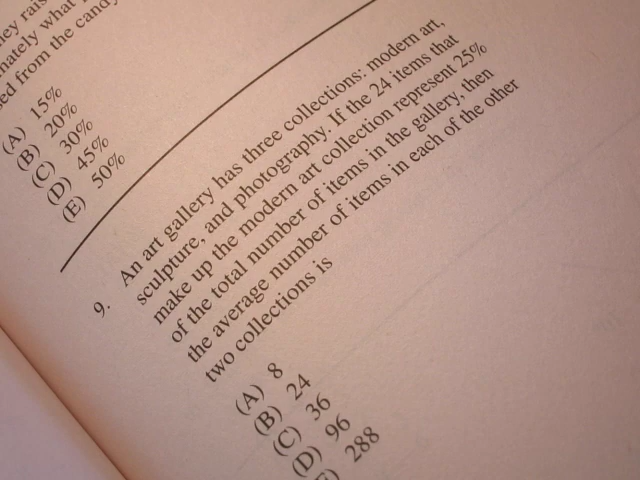 ney rais
nately what
ed from the candy
(A) 15%
(B) 20%
(C) 30%
(D) 45%
(E) 50%
9. An art gallery has three collections: modern art,
sculpture, and photography. If the 24 items that
make up the modern art collection represent 25%
of the total number of items in the gallery, then
the average number of items in each of the other
two collections is
(A) 8
(B) 24
(C) 36
(D) 96
288